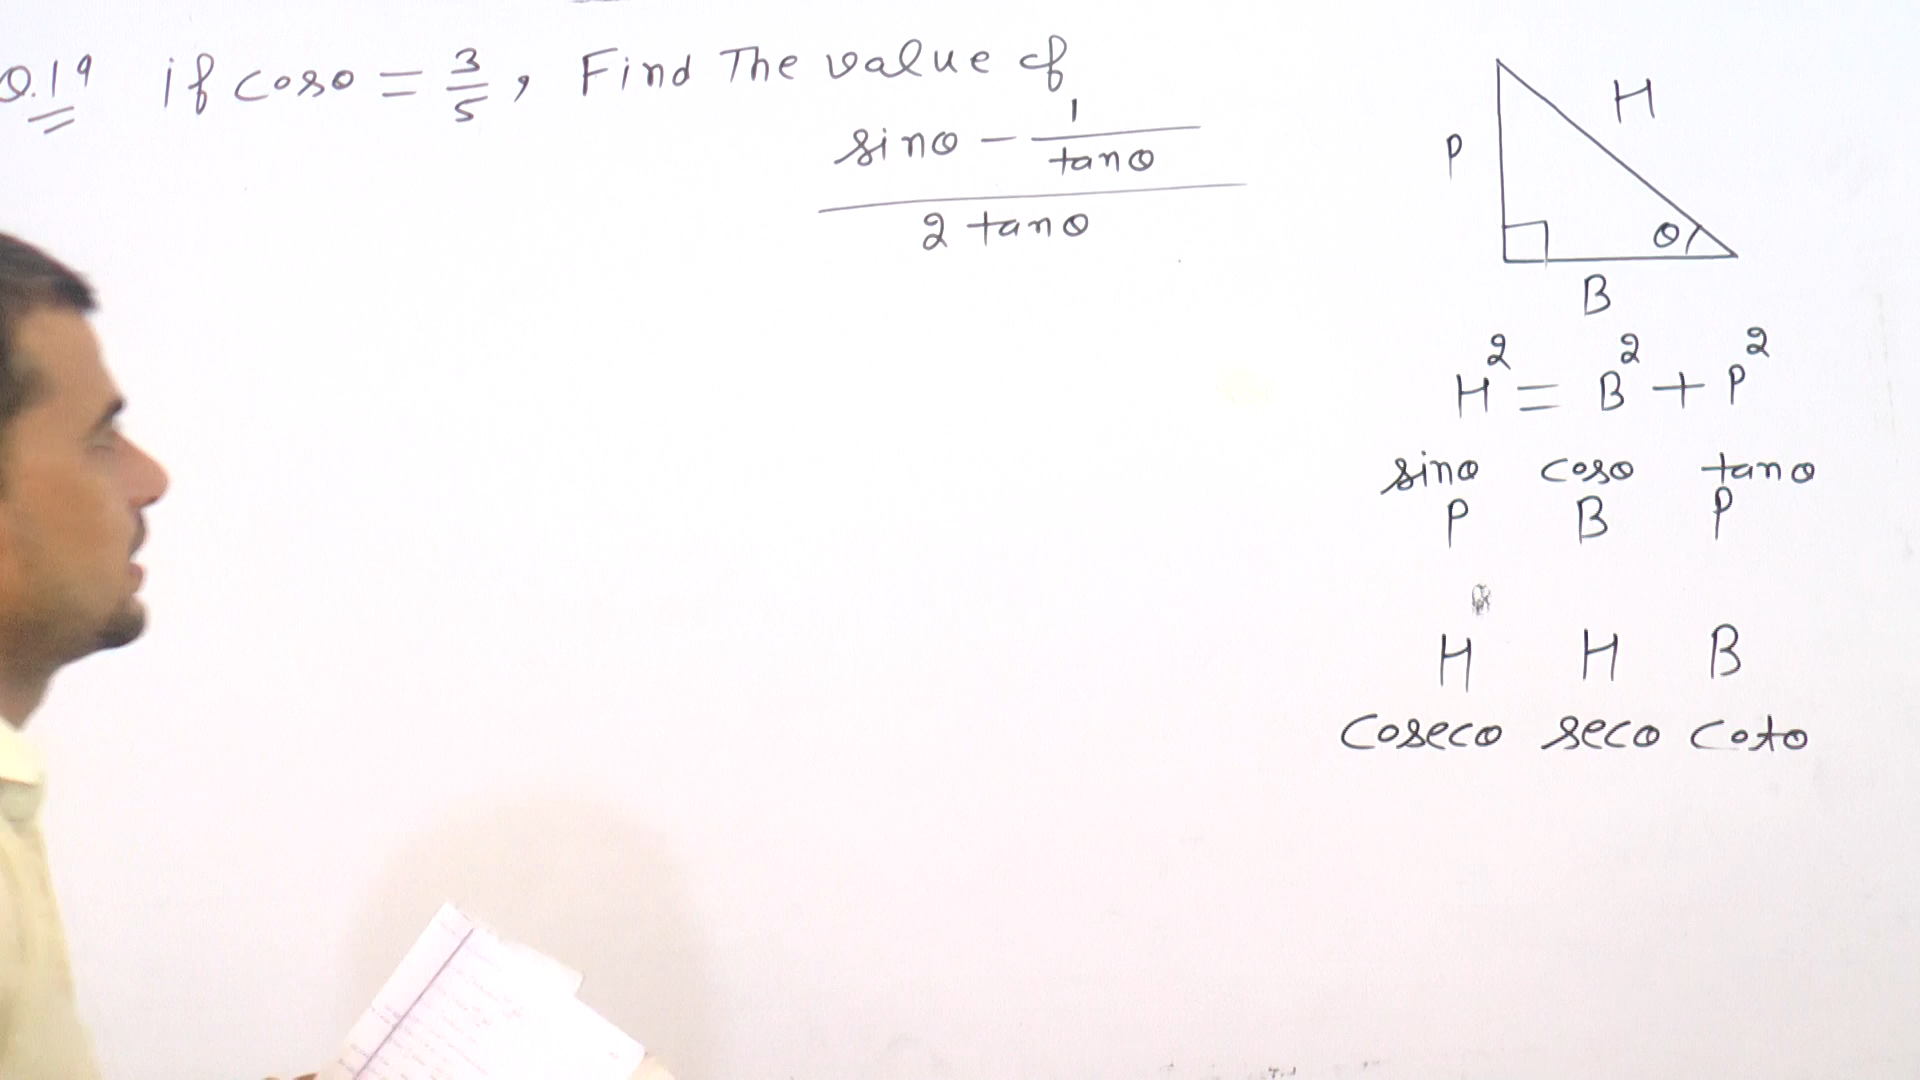 Q.19 if cosθ = 3/5, Find The value of
sinθ - 1/tanθ
2 tanθ
H
P
θ
B
H² = B² + P²
sinθ cosθ tanθ
P B P
H H B
Cosecθ secθ Cotθ